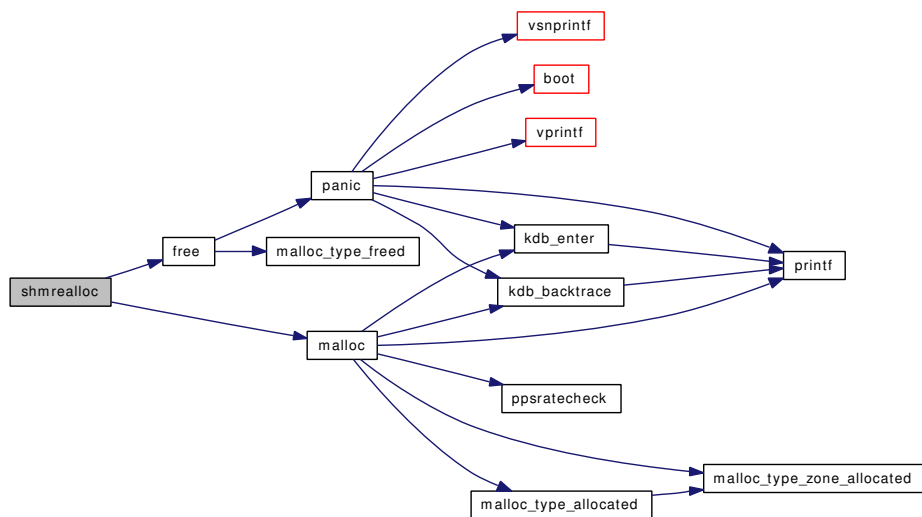 vsnprintf
boot
vprintf
panic
kdb_enter
free
malloc_type_freed
printf
shmrealloc
kdb_backtrace
malloc
ppsratecheck
malloc_type_zone_allocated
malloc_type_allocated